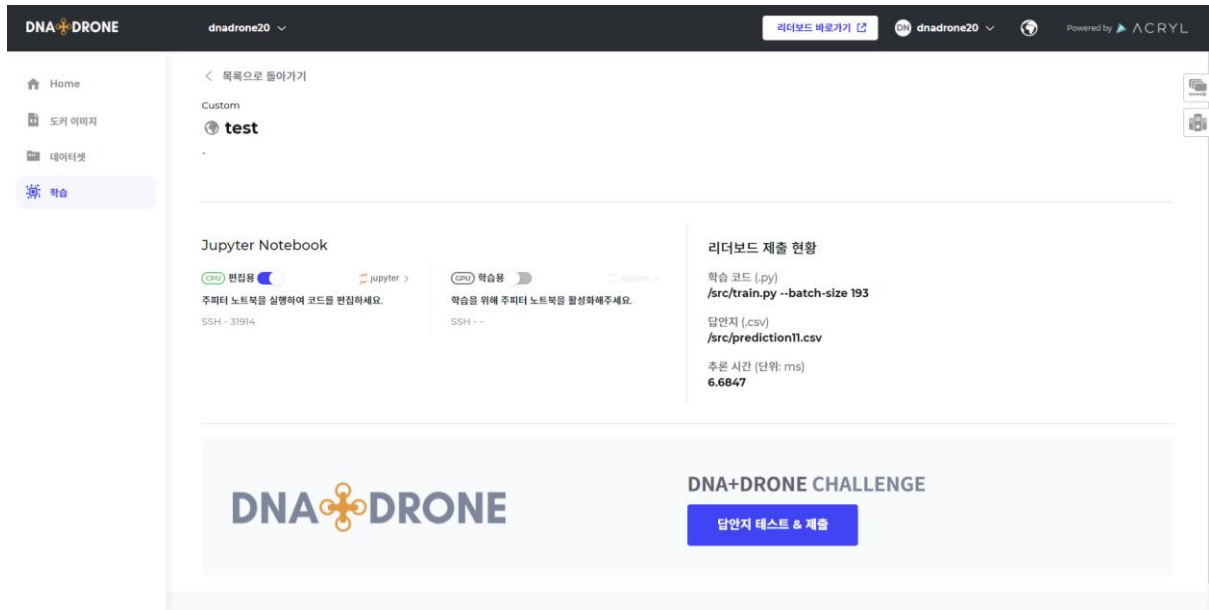 DNA DRONE
dnadrone20
리더보드 바로가기
DN dnadrone20
Powered by ACRYL
Home
도커 이미지
데이터셋
학습
목록으로 돌아가기
Custom
test
-
Jupyter Notebook
CPU 편집용 jupyter >
주피터 노트북을 실행하여 코드를 편집하세요.
SSH - 31914
GPU 학습용 jupyter >
학습을 위해 주피터 노트북을 활성화해주세요.
SSH - -
리더보드 제출 현황
학습 코드 (.py)
/src/train.py --batch-size 193
답안지 (.csv)
/src/prediction11.csv
추론 시간 (단위: ms)
6.6847
DNA DRONE
DNA+DRONE CHALLENGE
답안지 테스트 & 제출